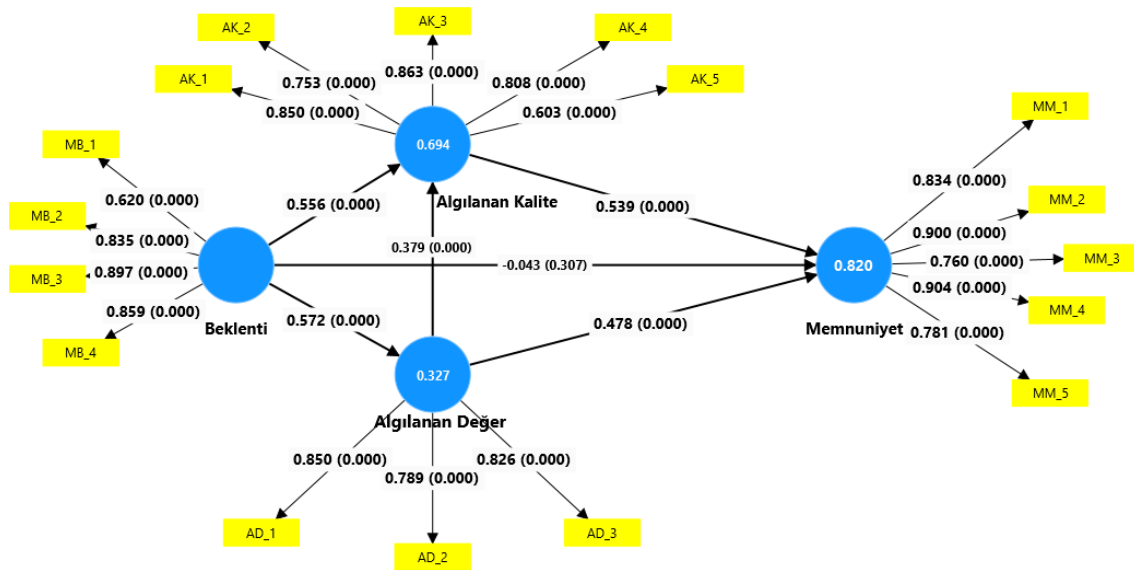 AK_3
AK_2
AK_4
AK_1
AK_5
0.863 (0.000)
0.753 (0.000)
0.808 (0.000)
0.850 (0.000)
0.603 (0.000)
MM_1
MB_1
0.694
0.834 (0.000)
0.620 (0.000)
0.556 (0.000)
Algılanan Kalite
0.539 (0.000)
MM_2
MB_2
0.835 (0.000)
0.379 (0.000)
0.900 (0.000)
MB_3
0.897 (0.000)
-0.043 (0.307)
0.820
0.760 (0.000)
MM_3
0.859 (0.000)
0.904 (0.000)
MM_4
Beklenti
0.572 (0.000)
0.478 (0.000)
Memnuniyet
0.781 (0.000)
MB_4
0.327
MM_5
Algılanan Değer
0.850 (0.000)
0.789 (0.000)
0.826 (0.000)
AD_1
AD_2
AD_3